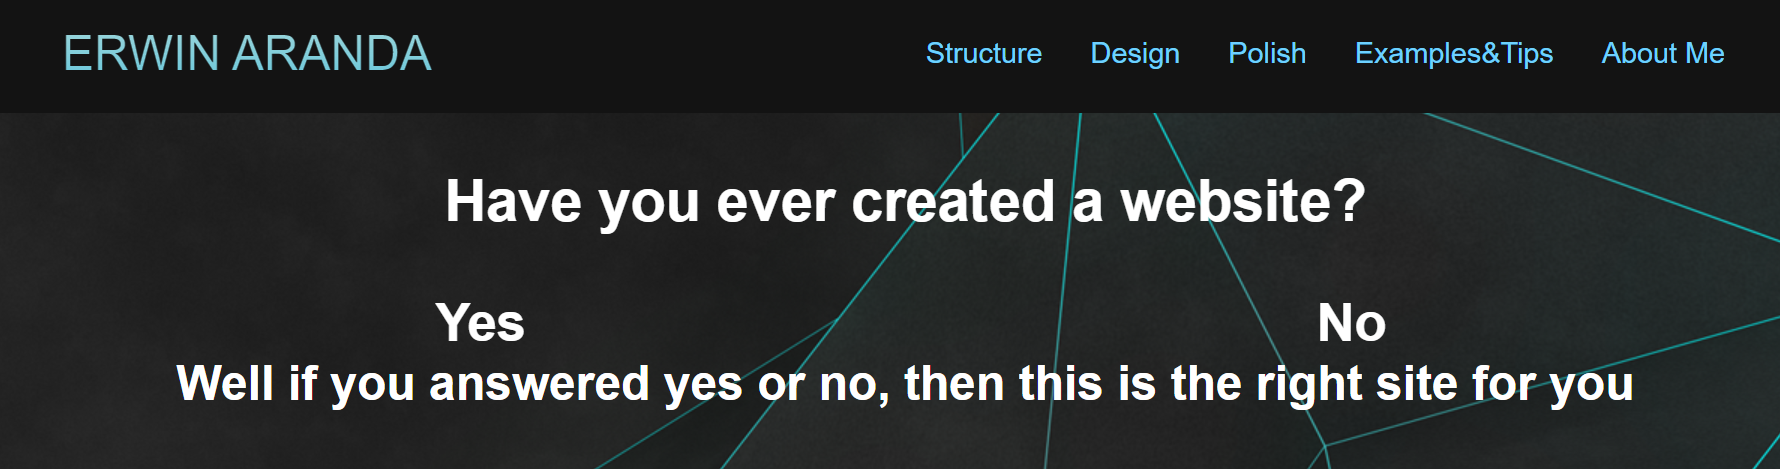 ERWIN ARANDA
Structure Design Polish Examples&Tips About Me
Have you ever created a website?
Yes No
Well if you answered yes or no, then this is the right site for you